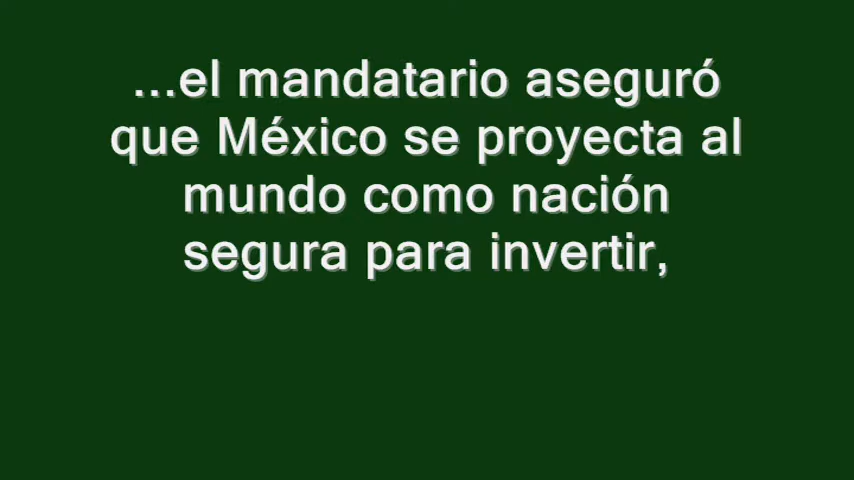 ...el mandatario aseguró
que México se proyecta al
mundo como nación
segura para invertir,